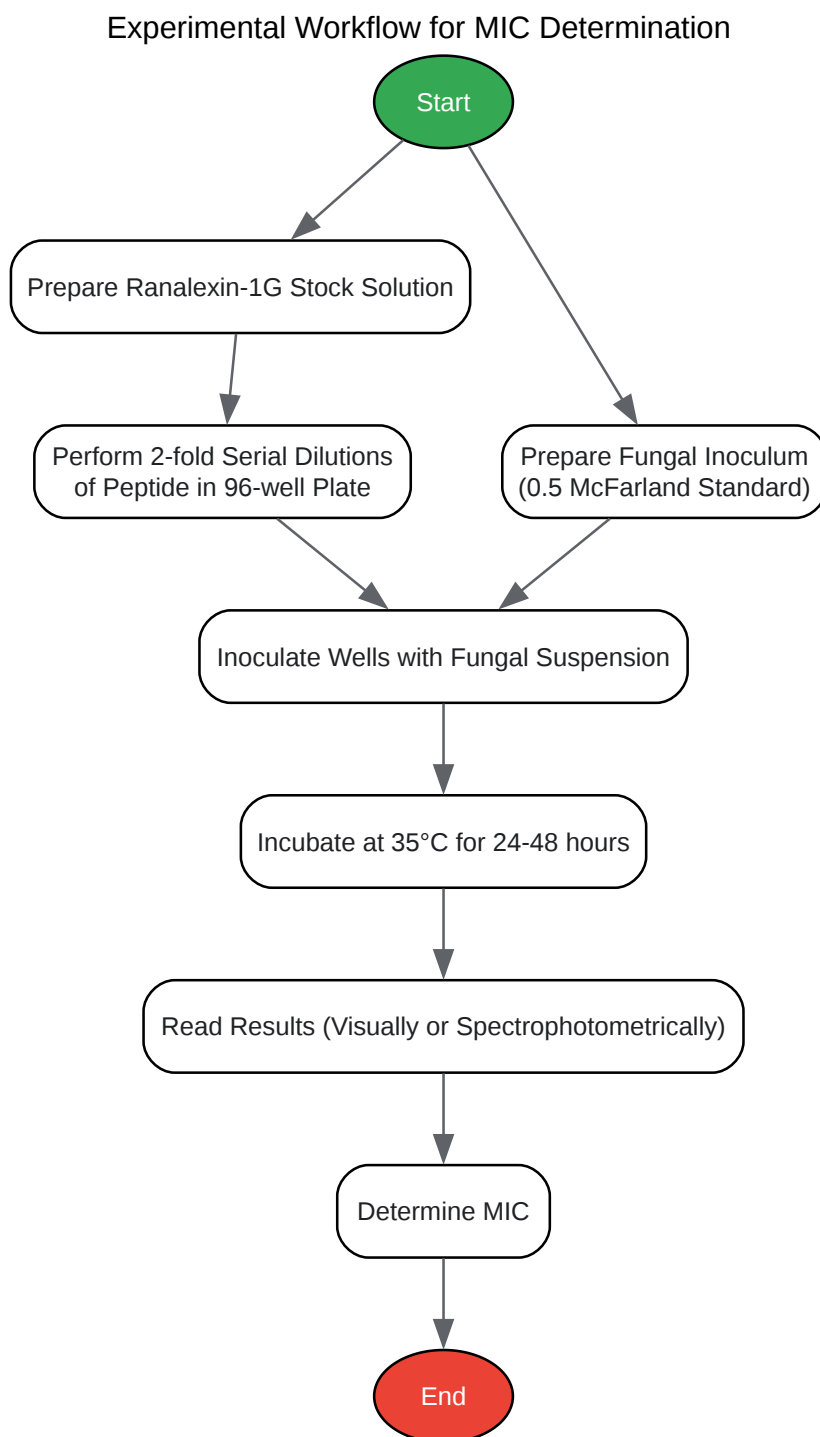 Experimental Workflow for MIC Determination
Start
Prepare Ranalexin-1G Stock Solution
Perform 2-fold Serial Dilutions
of Peptide in 96-well Plate
Prepare Fungal Inoculum
(0.5 McFarland Standard)
Inoculate Wells with Fungal Suspension
Incubate at 35°C for 24-48 hours
Read Results (Visually or Spectrophotometrically)
Determine MIC
End